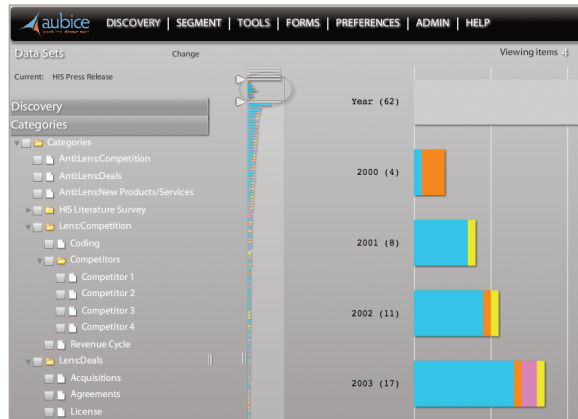 aubice
DISCOVERY | SEGMENT | TOOLS | FORMS | PREFERENCES | ADMIN | HELP
Data Sets
Change
Viewing items 4
Current: HIS Press Release
Discovery
Categories
Categories
Anti:Lens:Competition
Anti:Lens:Deals
Anti:Lens:New Products/Services
HIS Literature Survey
Lens:Competition
Coding
Competitors
Competitor 1
Competitor 2
Competitor 3
Competitor 4
Revenue Cycle
Lens:Deals
Acquisitions
Agreements
License
Year (62)
2000 (4)
2001 (8)
2002 (11)
2003 (17)